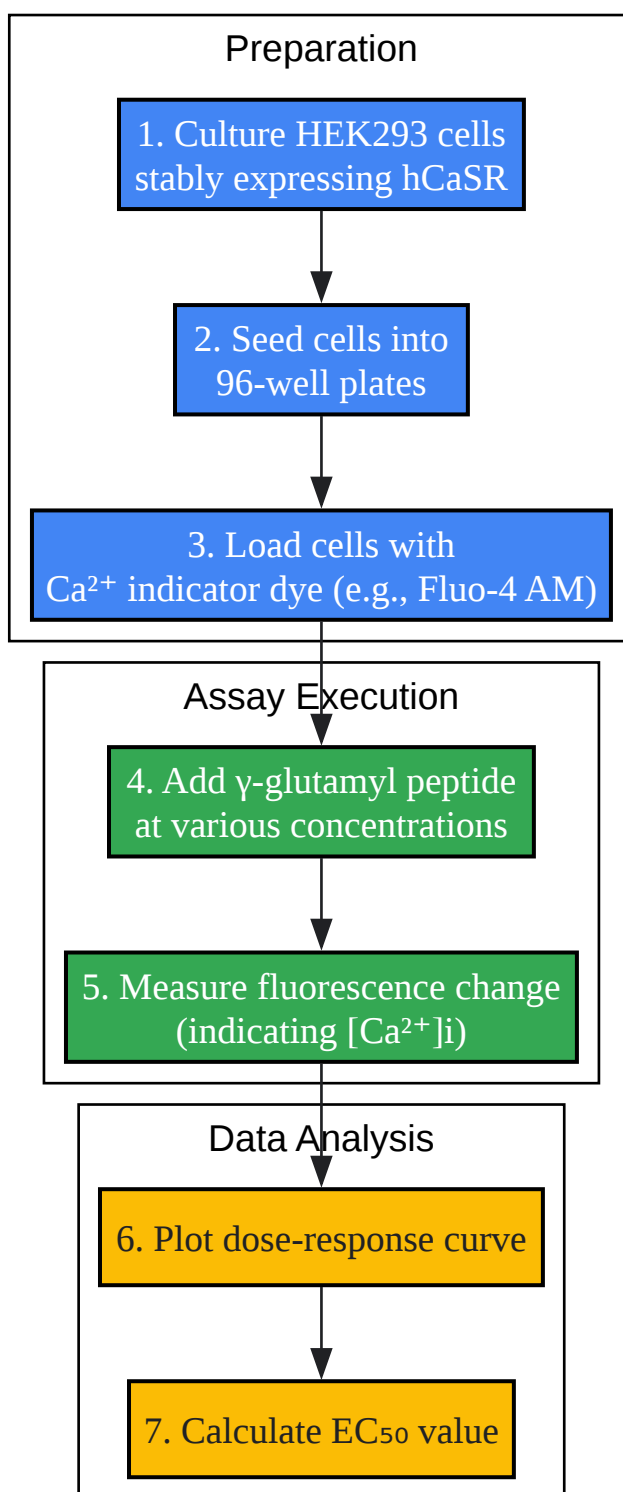 Preparation
1. Culture HEK293 cells
stably expressing hCaSR
2. Seed cells into
96-well plates
3. Load cells with
Ca²⁺ indicator dye (e.g., Fluo-4 AM)
Assay Execution
4. Add γ-glutamyl peptide
at various concentrations
5. Measure fluorescence change
(indicating [Ca²⁺]i)
Data Analysis
6. Plot dose-response curve
7. Calculate EC₅₀ value